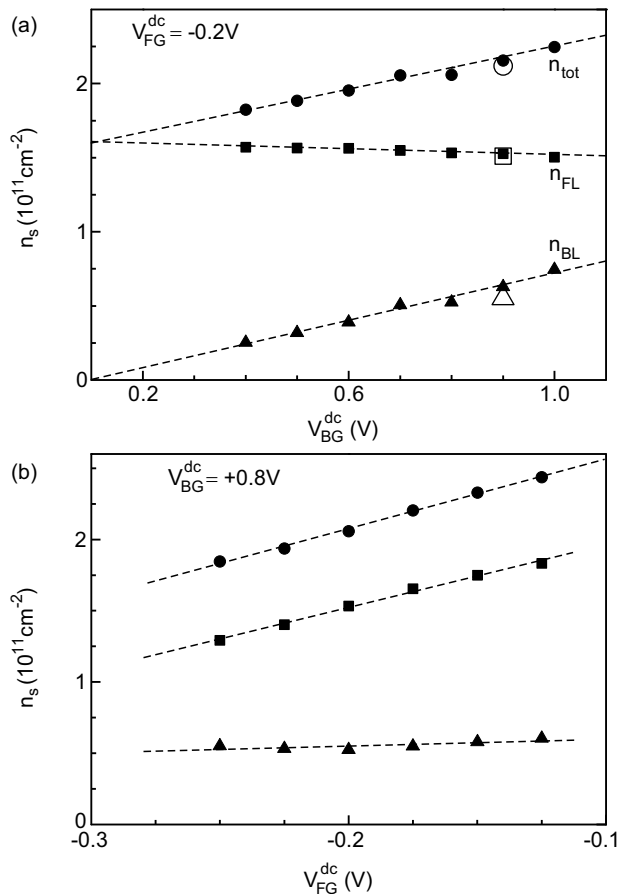 (a)
V_FG^dc = -0.2V
n_tot
n_FL
n_BL
n_s (10^11 cm^-2)
2
1
0
0.2 0.6 1.0
V_BG^dc (V)
(b)
V_BG^dc = +0.8V
n_s (10^11 cm^-2)
2
1
0
-0.3 -0.2 -0.1
V_FG^dc (V)